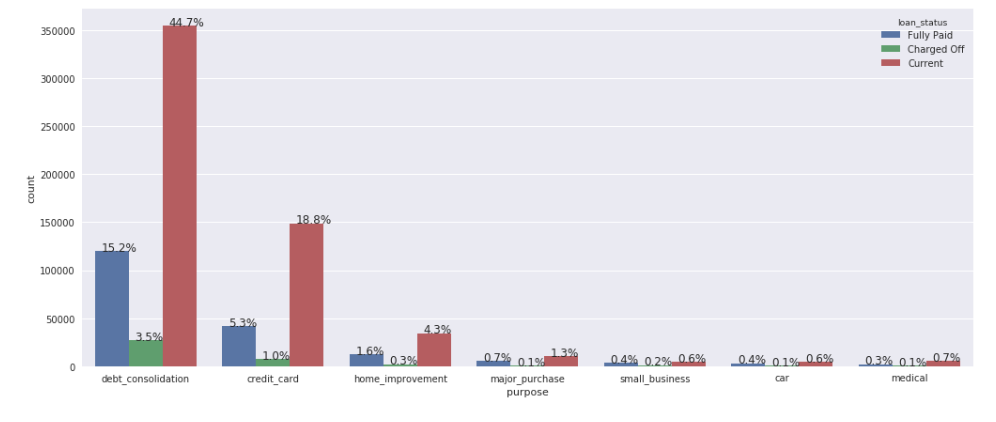 350000
300000
250000
200000
150000
100000
50000
0
count
44.7%
15.2%
3.5%
18.8%
5.3%
1.0%
1.6%
0.3%
4.3%
0.7%
0.1%
1.3%
0.4%
0.2%
0.6%
0.4%
0.1%
0.6%
0.3%
0.1%
0.7%
loan_status
Fully Paid
Charged Off
Current
debt_consolidation
credit_card
home_improvement
major_purchase
small_business
car
medical
purpose